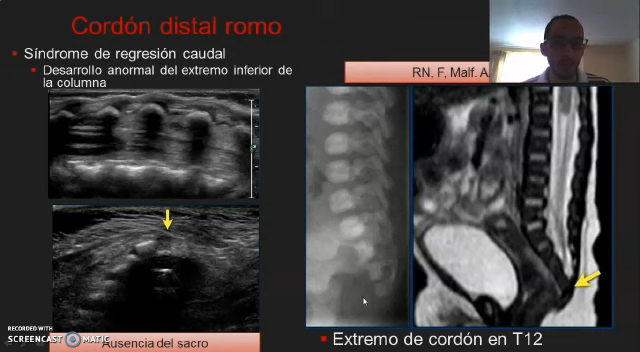 Cordón distal romo
Síndrome de regresión caudal
Desarrollo anormal del extremo inferior de
la columna
RN, F, Malf. A
Ausencia del sacro
Extremo de cordón en T12
RECORDED WITH
SCREENCAST MATIC